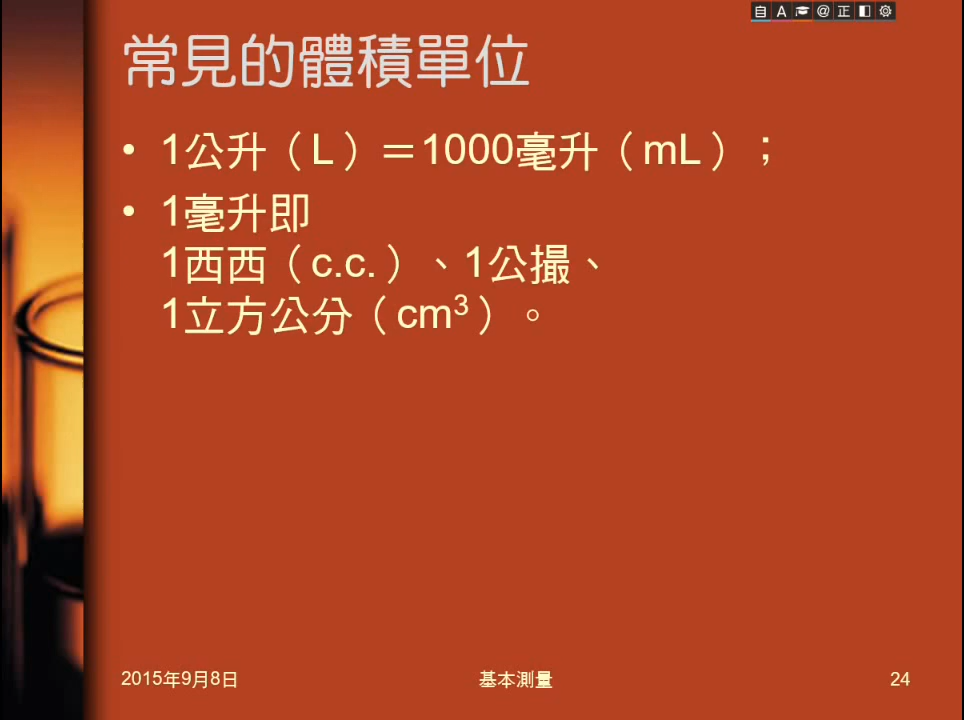 自 A @ 正
常見的體積單位
• 1公升（L）＝1000毫升（mL）；
• 1毫升即
1西西（c.c.）、1公撮、
1立方公分（cm³）。
2015年9月8日 基本測量 24